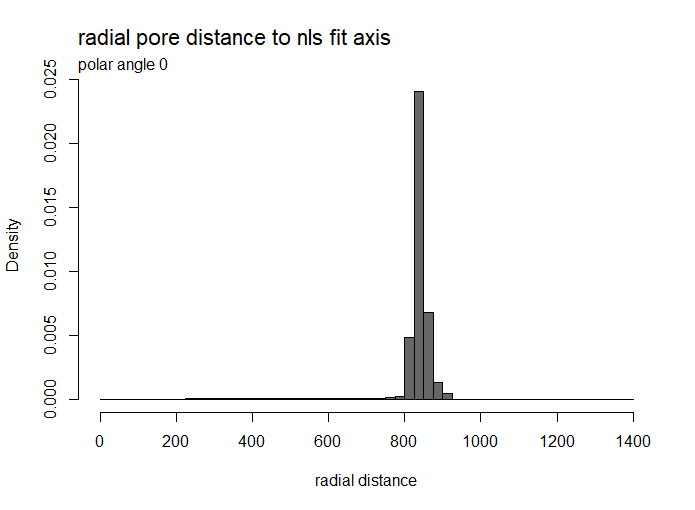 radial pore distance to nls fit axis
polar angle 0
0.025
0.020
0.015
0.010
0.005
0.000
Density
0 200 400 600 800 1000 1200 1400
radial distance